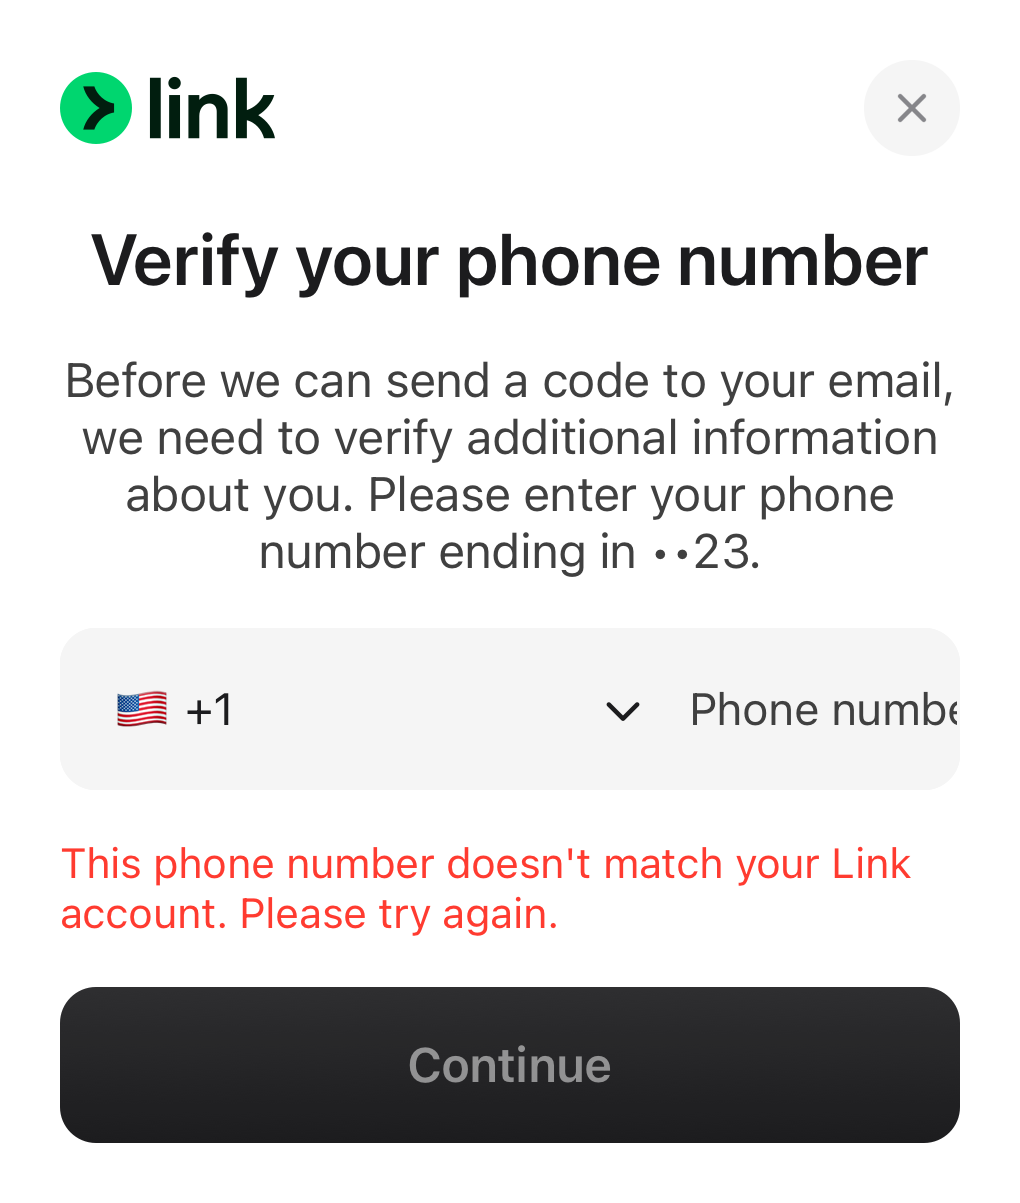 link
Verify your phone number
Before we can send a code to your email,
we need to verify additional information
about you. Please enter your phone
number ending in ••23.
+1 Phone numbe
This phone number doesn't match your Link
account. Please try again.
Continue